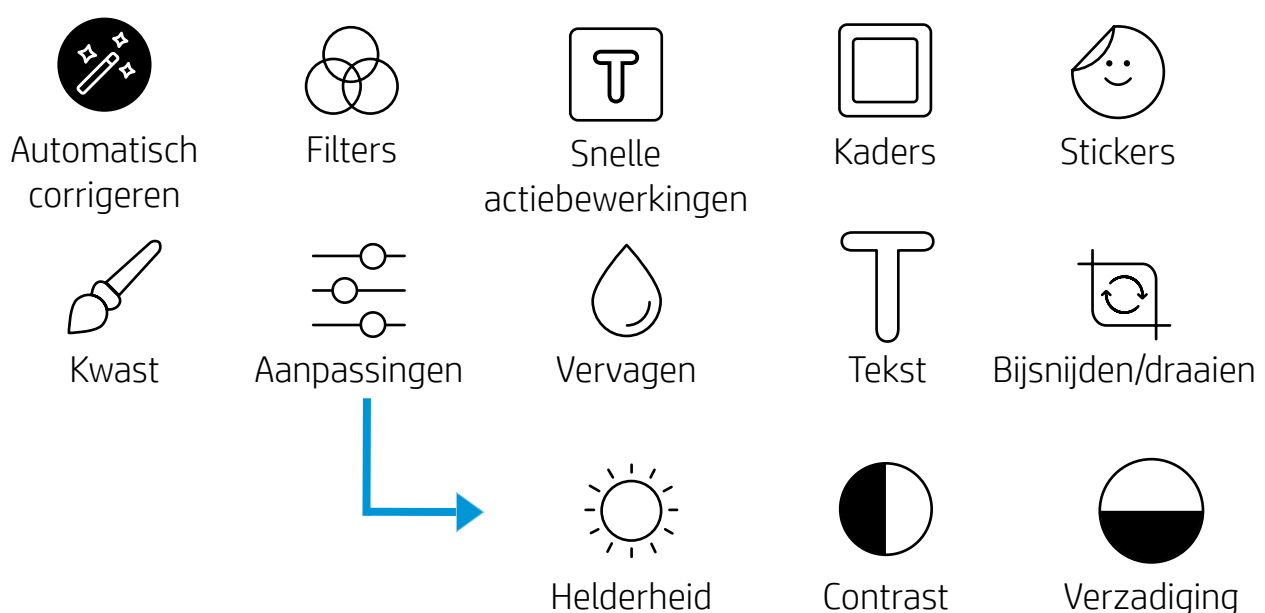 Automatisch
corrigeren
Filters
T
Snelle
actiebewerkingen
Kaders
Stickers
Kwast
Aanpassingen
Vervagen
T
Tekst
Bijsnijden/draaien
Helderheid
Contrast
Verzadiging